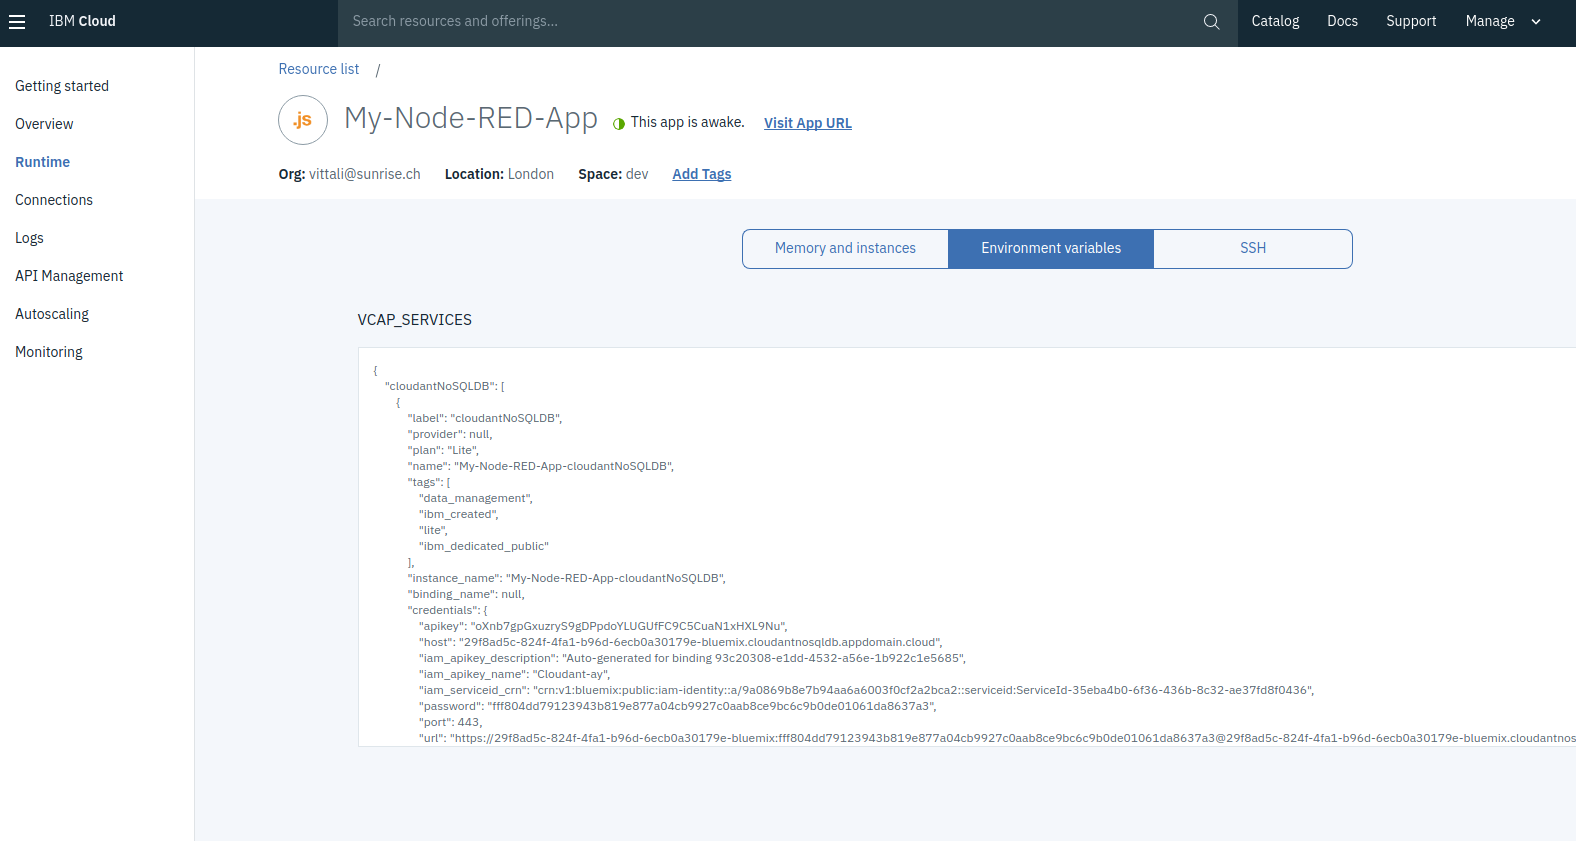 IBM Cloud
Search resources and offerings...
Catalog
Docs
Support
Manage
Getting started
Overview
Runtime
Connections
Logs
API Management
Autoscaling
Monitoring
Resource list /
.js
My-Node-RED-App
This app is awake.
Visit App URL
Org: vittali@sunrise.ch
Location: London
Space: dev
Add Tags
Memory and instances
Environment variables
SSH
VCAP_SERVICES
{
"cloudantNoSQLDB": [
{
"label": "cloudantNoSQLDB",
"provider": null,
"plan": "Lite",
"name": "My-Node-RED-App-cloudantNoSQLDB",
"tags": [
"data_management",
"ibm_created",
"lite",
"ibm_dedicated_public"
],
"instance_name": "My-Node-RED-App-cloudantNoSQLDB",
"binding_name": null,
"credentials": {
"apikey": "oXnb7gpGxuzryS9gDPpdoYLUGUfFC9C5CuaN1xHXL9Nu",
"host": "29f8ad5c-824f-4fa1-b96d-6ecb0a30179e-bluemix.cloudantnosqldb.appdomain.cloud",
"iam_apikey_description": "Auto-generated for binding 93c20308-e1dd-4532-a56e-1b922c1e5685",
"iam_apikey_name": "Cloudant-ay",
"iam_serviceid_crn": "crn:v1:bluemix:public:iam-identity::a/9a0869b8e7b94aa6a6003f0cf2a2bca2::serviceid:ServiceId-35eba4b0-6f36-436b-8c32-ae37fd8f0436",
"password": "fff804dd79123943b819e877a04cb9927c0aab8ce9bc6c9b0de01061da8637a3",
"port": 443,
"url": "https://29f8ad5c-824f-4fa1-b96d-6ecb0a30179e-bluemix:fff804dd79123943b819e877a04cb9927c0aab8ce9bc6c9b0de01061da8637a3@29f8ad5c-824f-4fa1-b96d-6ecb0a30179e-bluemix.cloudantnos